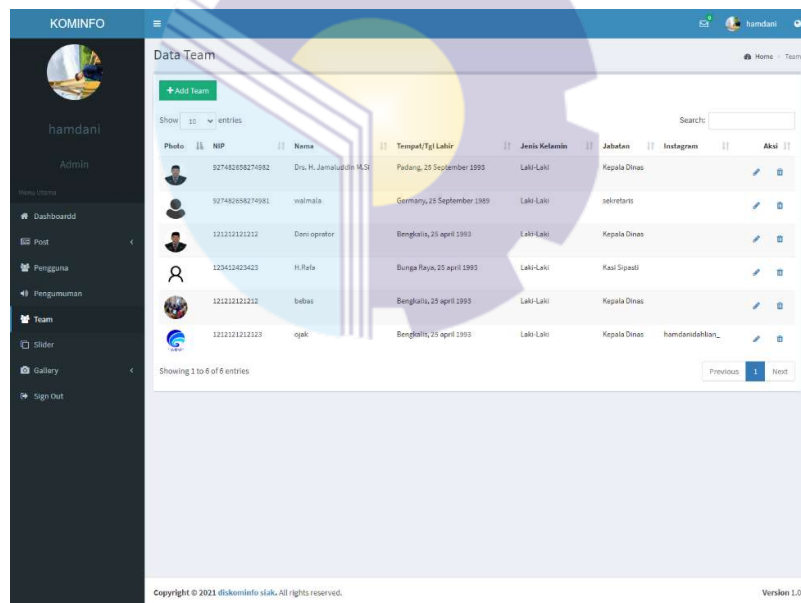 KOMINFO
hamdani
hamdani
Admin
Menu Utama
Dashboardd
Post
Pengguna
Pengumuman
Team
Slider
Gallery
Sign Out
Data Team
Home Team
+Add Team
Show 10 entries
Search:
Photo NIP Nama Tempat/Tgl Lahir Jenis Kelamin Jabatan Instagram Aksi
927482658274982 Drs. H. Jamaluddin M.Si Padang, 25 September 1993 Laki-Laki Kepala Dinas
927482658274981 walmala Germany, 25 September 1989 Laki-Laki sekretaris
121212121212 Dani oprator Bengkalis, 25 april 1993 Laki-Laki Kepala Dinas
123412423423 H.Rafa Bunga Raya, 25 april 1993 Laki-Laki Kasi Sipasti
121212121212 bebas Bengkalis, 25 april 1993 Laki-Laki Kepala Dinas
1212121212123 ojak Bengkalis, 25 april 1993 Laki-Laki Kepala Dinas hamdanidahlian_
Showing 1 to 6 of 6 entries
Previous 1 Next
Copyright © 2021 diskominfo siak. All rights reserved.
Version 1.0